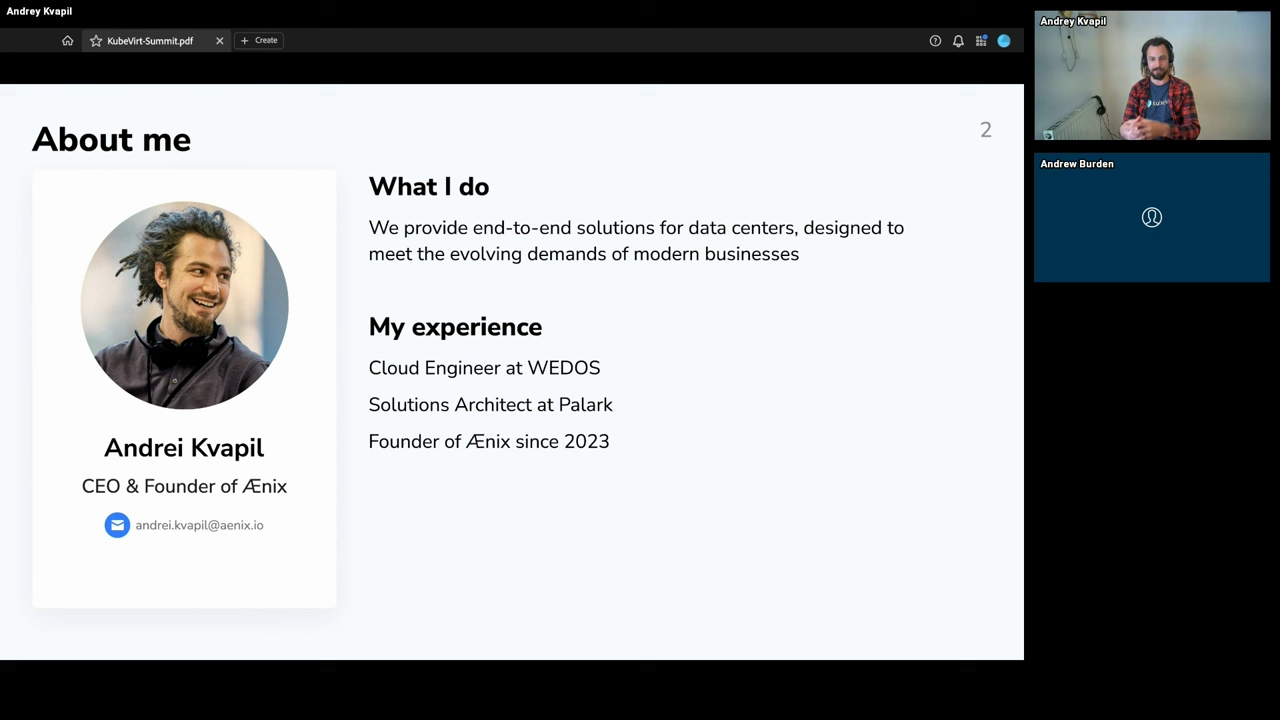 Andrey Kvapil
KubeVirt-Summit.pdf
Create
About me
2
Andrei Kvapil
CEO & Founder of Ænix
andrei.kvapil@aenix.io
What I do
We provide end-to-end solutions for data centers, designed to
meet the evolving demands of modern businesses
My experience
Cloud Engineer at WEDOS
Solutions Architect at Palark
Founder of Ænix since 2023
Andrey Kvapil
Andrew Burden